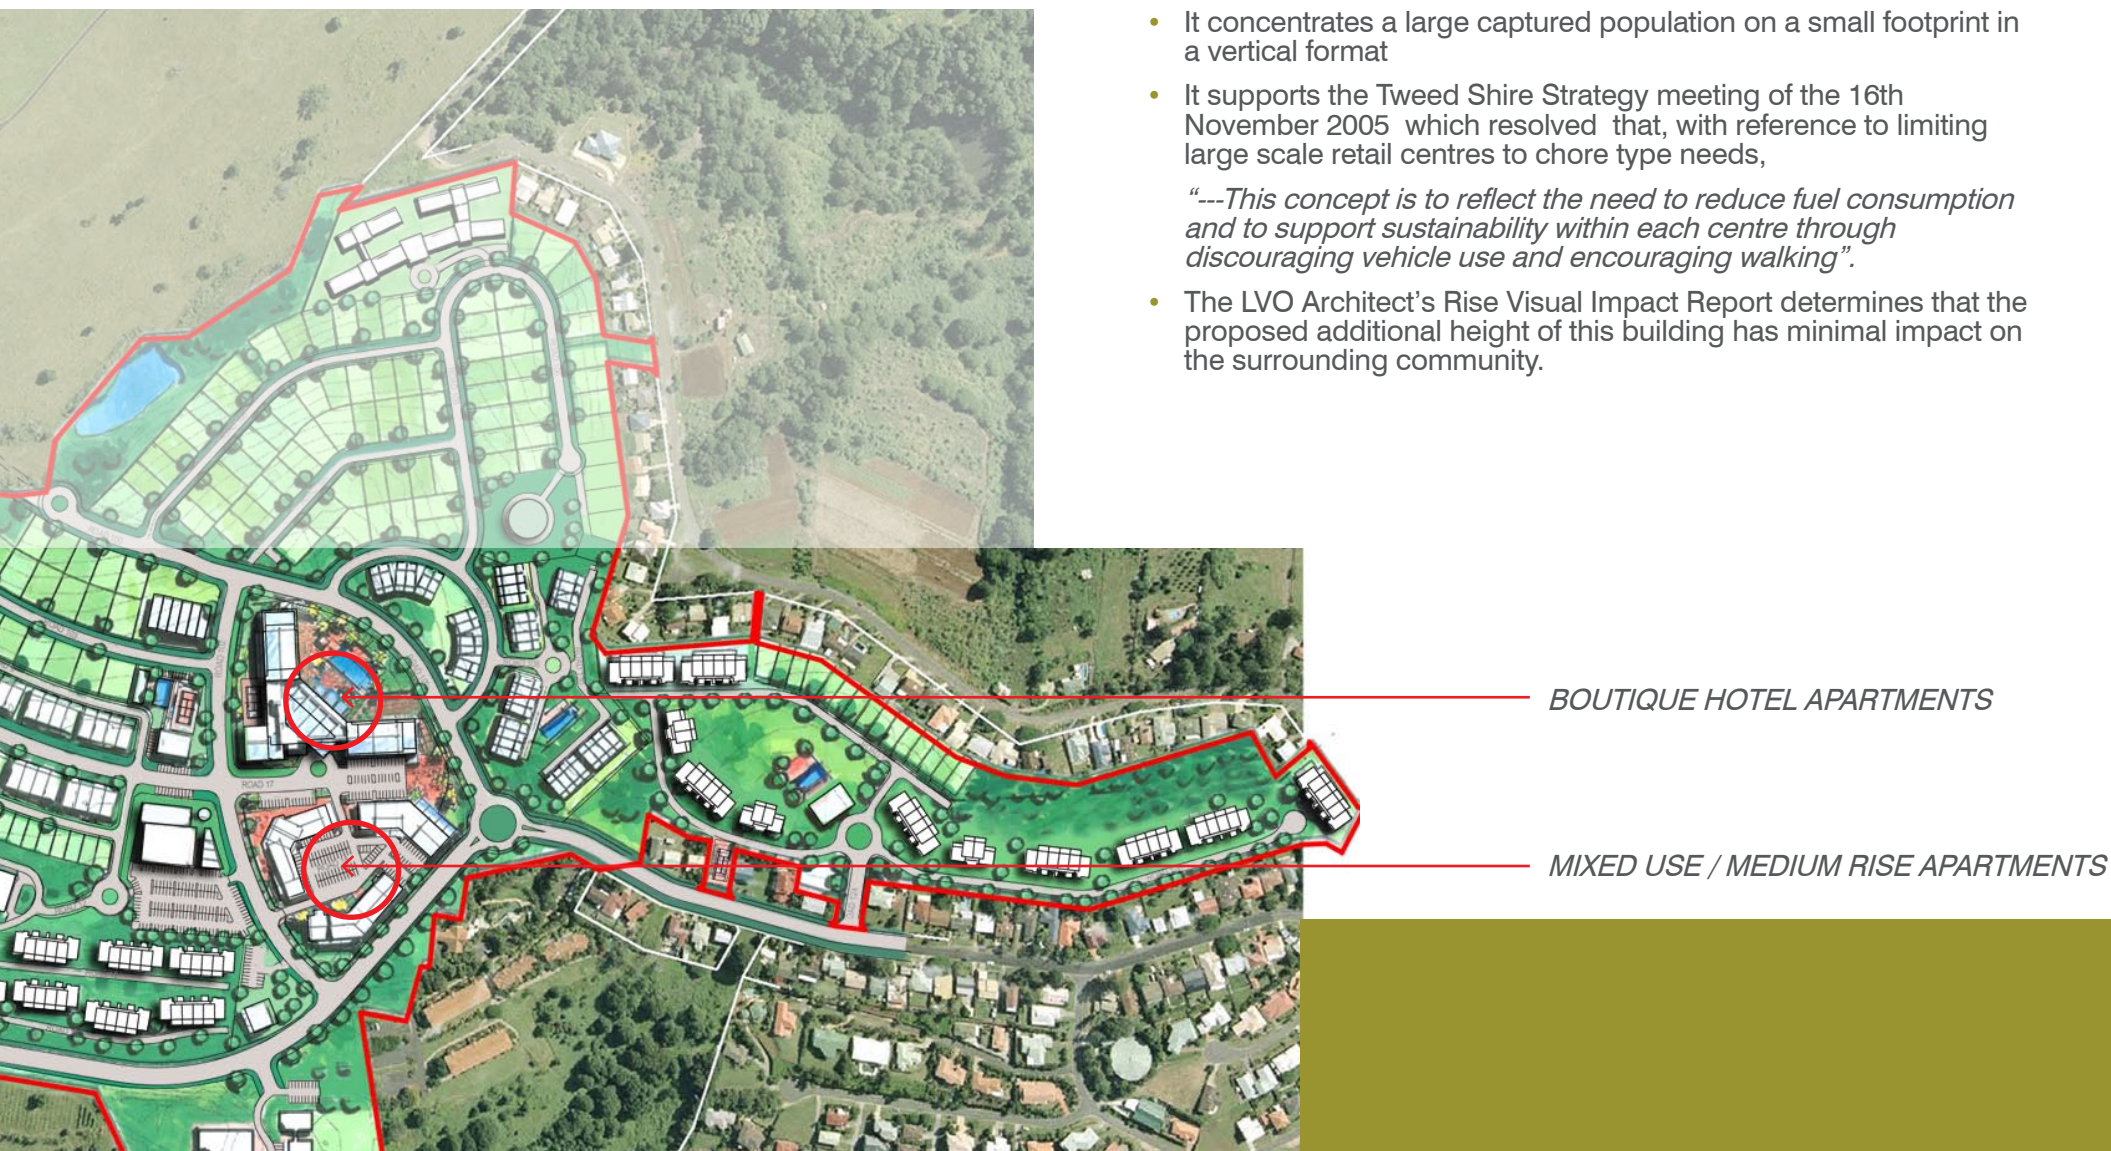 • It concentrates a large captured population on a small footprint in
a vertical format
• It supports the Tweed Shire Strategy meeting of the 16th
November 2005 which resolved that, with reference to limiting
large scale retail centres to chore type needs,
“---This concept is to reflect the need to reduce fuel consumption
and to support sustainability within each centre through
discouraging vehicle use and encouraging walking”.
• The LVO Architect’s Rise Visual Impact Report determines that the
proposed additional height of this building has minimal impact on
the surrounding community.
BOUTIQUE HOTEL APARTMENTS
ROAD 17
MIXED USE / MEDIUM RISE APARTMENTS